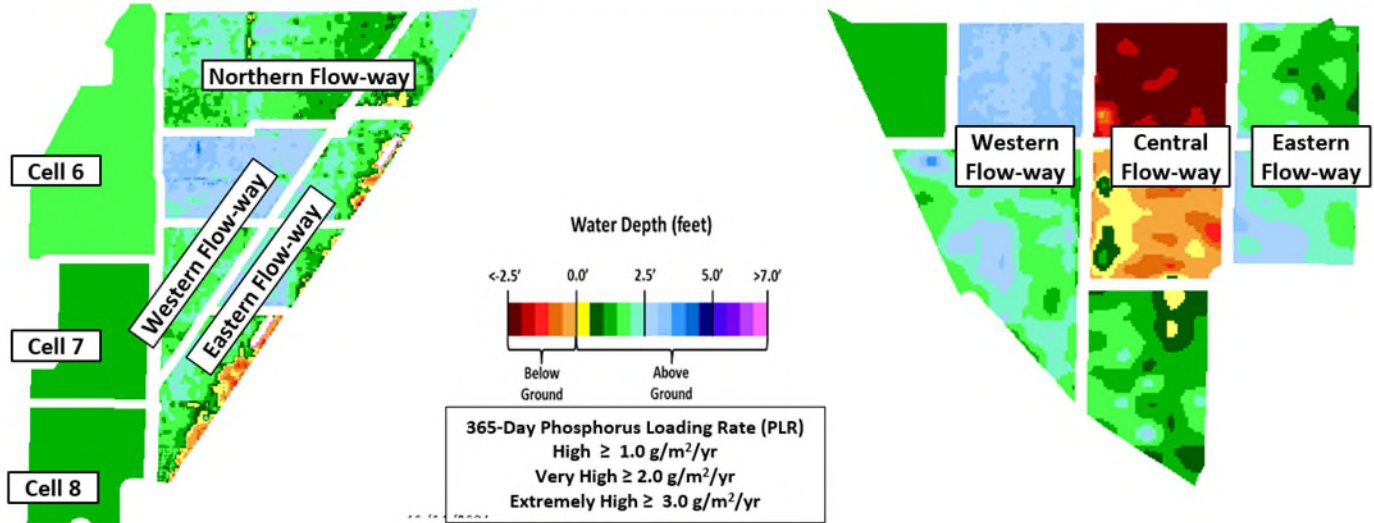 Northern Flow-way
Cell 6
Western Flow-way
Eastern Flow-way
Cell 7
Cell 8
Water Depth (feet)
<-2.5' 0.0' 2.5' 5.0' >7.0'
Below
Ground
Above
Ground
365-Day Phosphorus Loading Rate (PLR)
High ≥ 1.0 g/m²/yr
Very High ≥ 2.0 g/m²/yr
Extremely High ≥ 3.0 g/m²/yr
Western
Flow-way
Central
Flow-way
Eastern
Flow-way